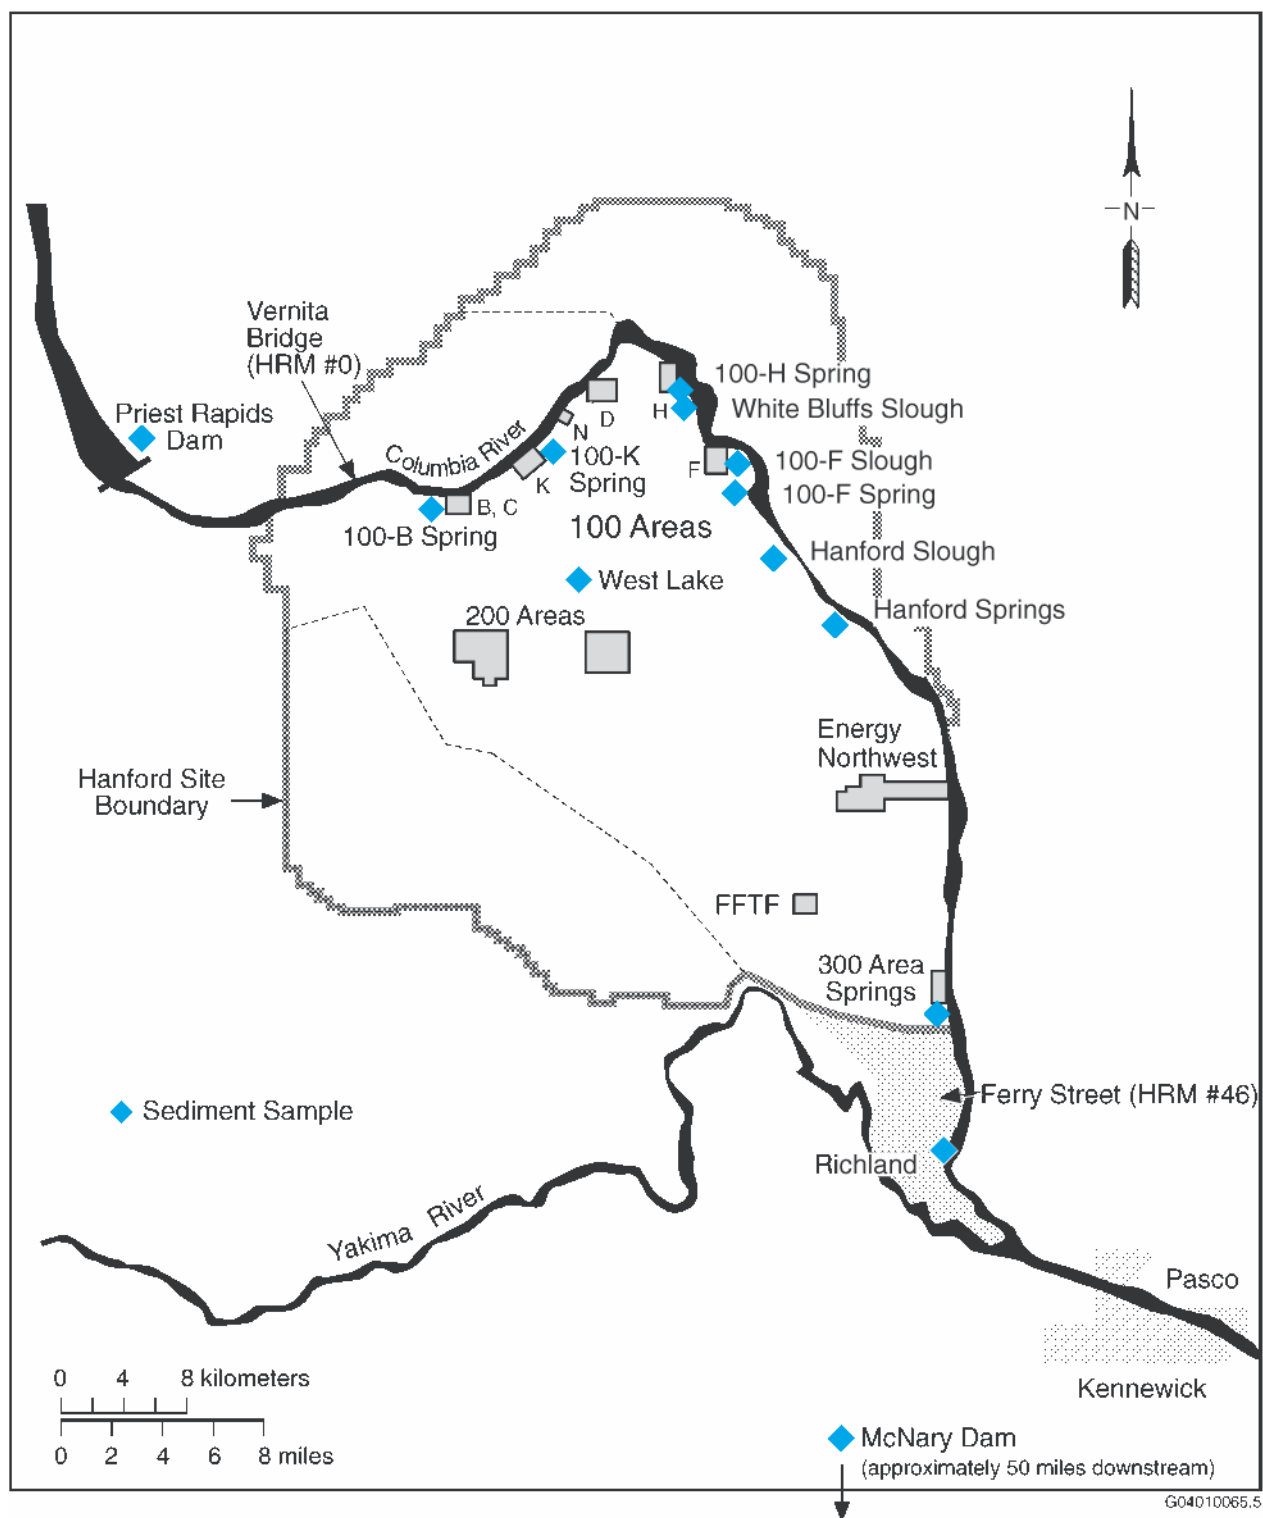 N
Vernita
Bridge
(HRM #0)
Priest Rapids
Dam
Columbia River
100-H Spring
White Bluffs Slough
H
D
N
100-K
Spring
K
F
100-F Slough
100-F Spring
B, C
100-B Spring
100 Areas
Hanford Slough
West Lake
Hanford Springs
200 Areas
Energy
Northwest
Hanford Site
Boundary
FFTF
300 Area
Springs
Ferry Street (HRM #46)
Sediment Sample
Richland
Yakima River
Pasco
Kennewick
0 4 8 kilometers
0 2 4 6 8 miles
McNary Dam
(approximately 50 miles downstream)
G04010065.5